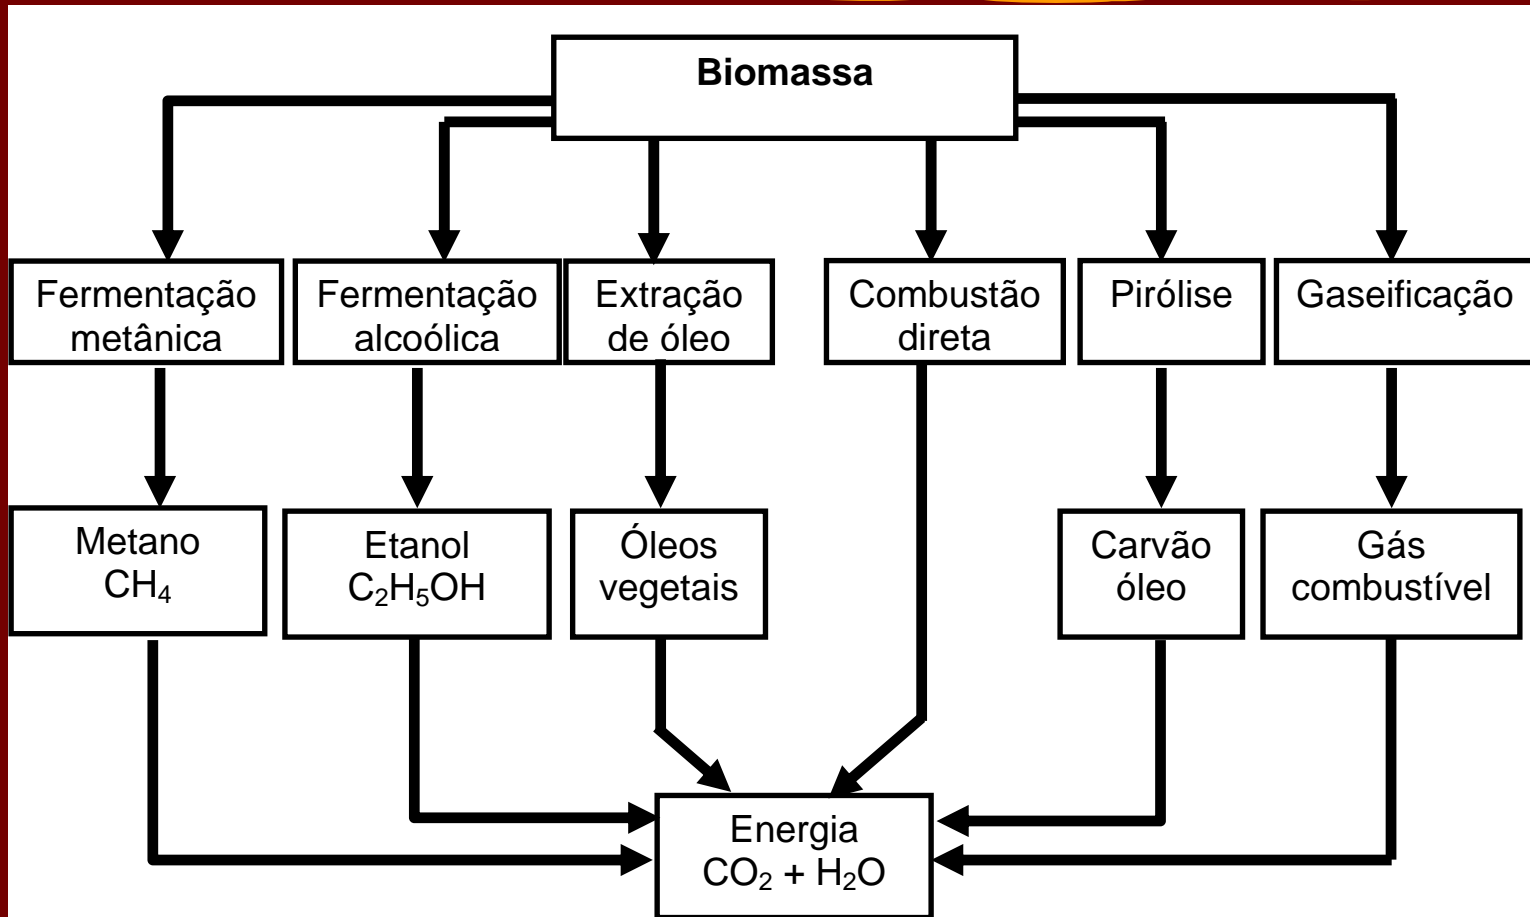 Biomassa
Fermentação
metânica
Fermentação
alcoólica
Extração
de óleo
Combustão
direta
Pirólise
Gaseificação
Metano
CH₄
Etanol
C₂H₅OH
Óleos
vegetais
Carvão
óleo
Gás
combustível
Energia
CO₂ + H₂O